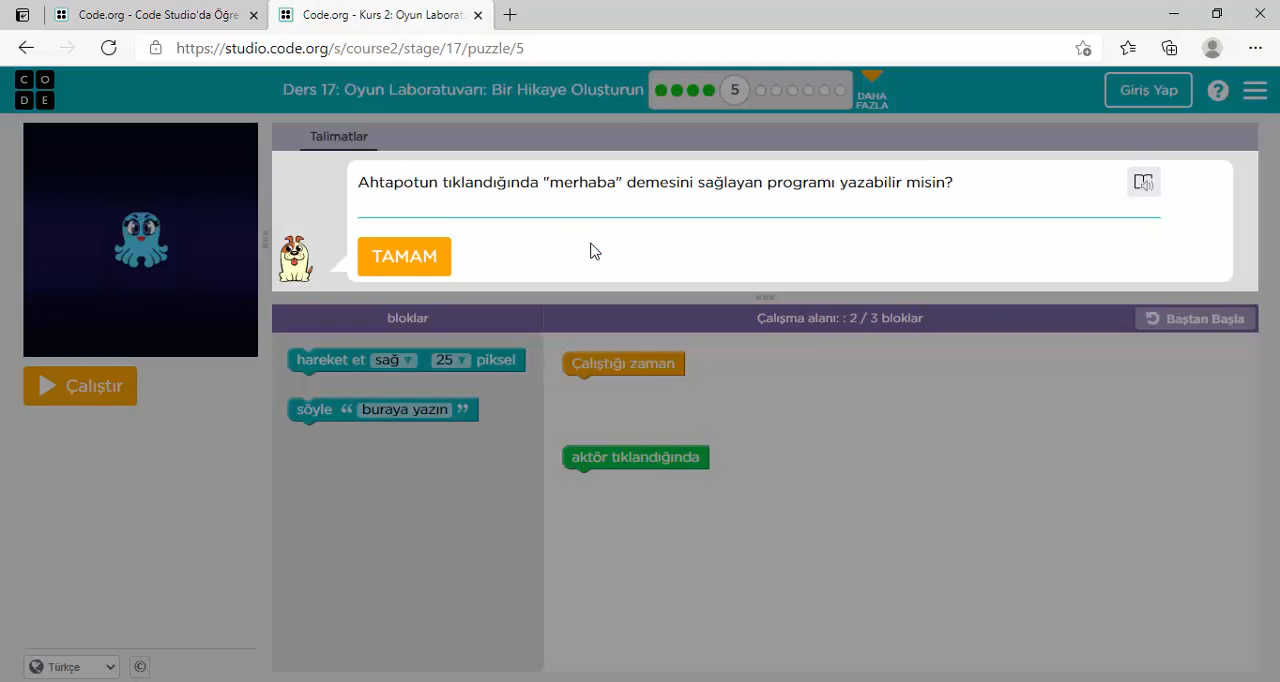 Code.org - Code Studio'da Öğre
Code.org - Kurs 2: Oyun Laborat
https://studio.code.org/s/course2/stage/17/puzzle/5
C O
D E
Ders 17: Oyun Laboratuvarı: Bir Hikaye Oluşturun
5
DAHA
FAZLA
Giriş Yap
?
Talimatlar
Ahtapotun tıklandığında "merhaba" demesini sağlayan programı yazabilir misin?
TAMAM
bloklar
Çalışma alanı: : 2 / 3 bloklar
Baştan Başla
hareket et sağ 25 piksel
söyle “ buraya yazın ”
Çalıştığı zaman
aktör tıklandığında
Çalıştır
Türkçe
©